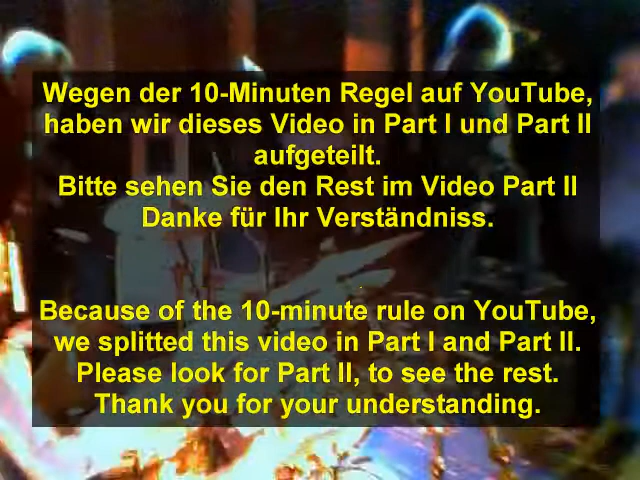 Wegen der 10-Minuten Regel auf YouTube,
haben wir dieses Video in Part I und Part II
aufgeteilt.
Bitte sehen Sie den Rest im Video Part II
Danke für Ihr Verständniss.
Because of the 10-minute rule on YouTube,
we splitted this video in Part I and Part II.
Please look for Part II, to see the rest.
Thank you for your understanding.